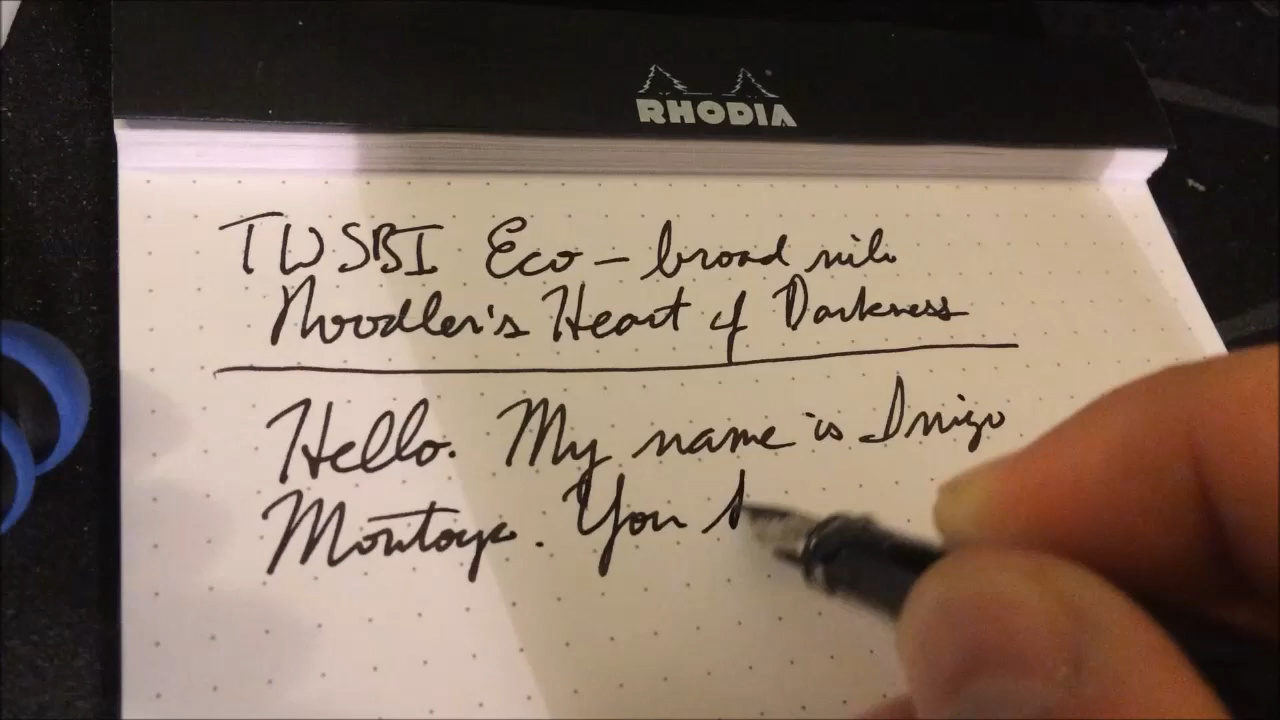 RHODIA
TWSBI Eco – broad nib
Noodler's Heart of Darkness
Hello. My name is Inigo
Montoya. You